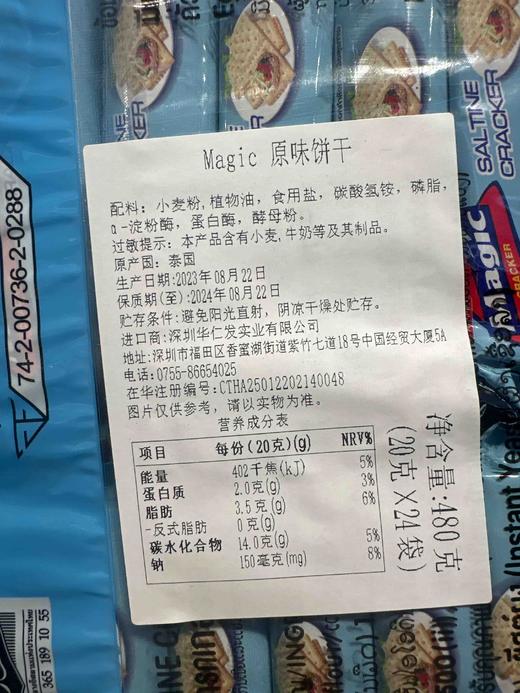 Magic 原味饼干
配料: 小麦粉,植物油, 食用盐, 碳酸氢铵, 磷脂,
α-淀粉酶, 蛋白酶, 酵母粉。
过敏提示: 本产品含有小麦,牛奶等及其制品。
原产国: 泰国
生产日期:2023年08月22日
保质期(至):2024年08月22日
贮存条件:避免阳光直射, 阴凉干燥处贮存。
进口商:深圳华仁发实业有限公司
地址:深圳市福田区香蜜湖街道紫竹七道18号中国经贸大厦5A
电话:0755-86654025
在华注册编号:CTHA25012202140048
图片仅供参考, 请以实物为准。
营养成分表
项目 每份(20克)(g) NRV%
能量 402千焦(kJ) 5%
蛋白质 2.0克(g) 3%
脂肪 3.5克(g) 6%
-反式脂肪 0克(g)
碳水化合物 14.0克(g) 5%
钠 150毫克(mg) 8%
净含量:480克
(20克×24袋)
74-2-00736-2-0288
SALTINE
CRACKER
Magic
CRACKER
(Instant Yeast
365 189 10 55